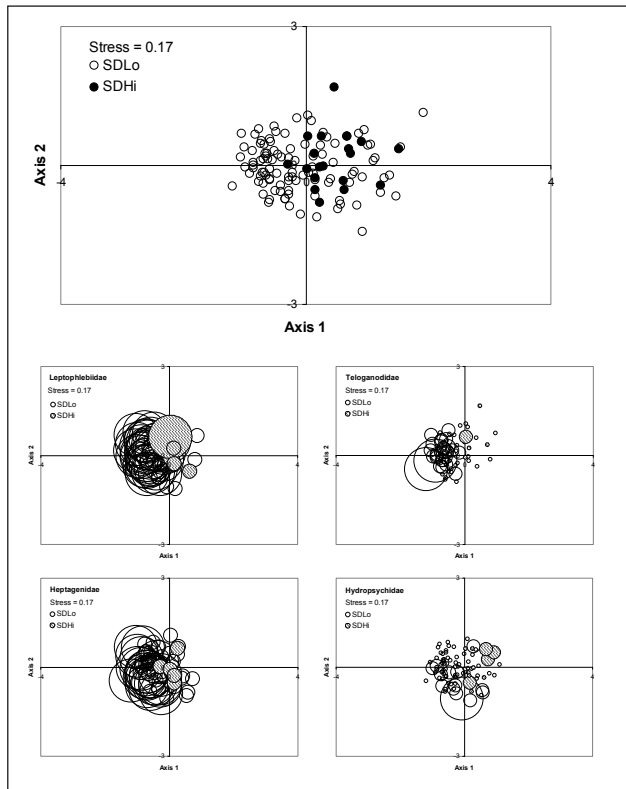 3
Stress = 0.17
SDLo
SDHi
Axis 2
-4
0
4
-3
Axis 1
Leptophlebiidae
3
Stress = 0.17
SDLo
SDHi
Axis 2
-4
4
-3
Axis 1
Teloganodidae
3
Stress = 0.17
SDLo
SDHi
Axis 2
-4
0
4
-3
Axis 1
Heptagenidae
3
Stress = 0.17
SDLo
SDHi
Axis 2
-4
4
-3
Axis 1
Hydropsychidae
3
Stress = 0.17
SDLo
SDHi
Axis 2
-4
4
-3
Axis 1